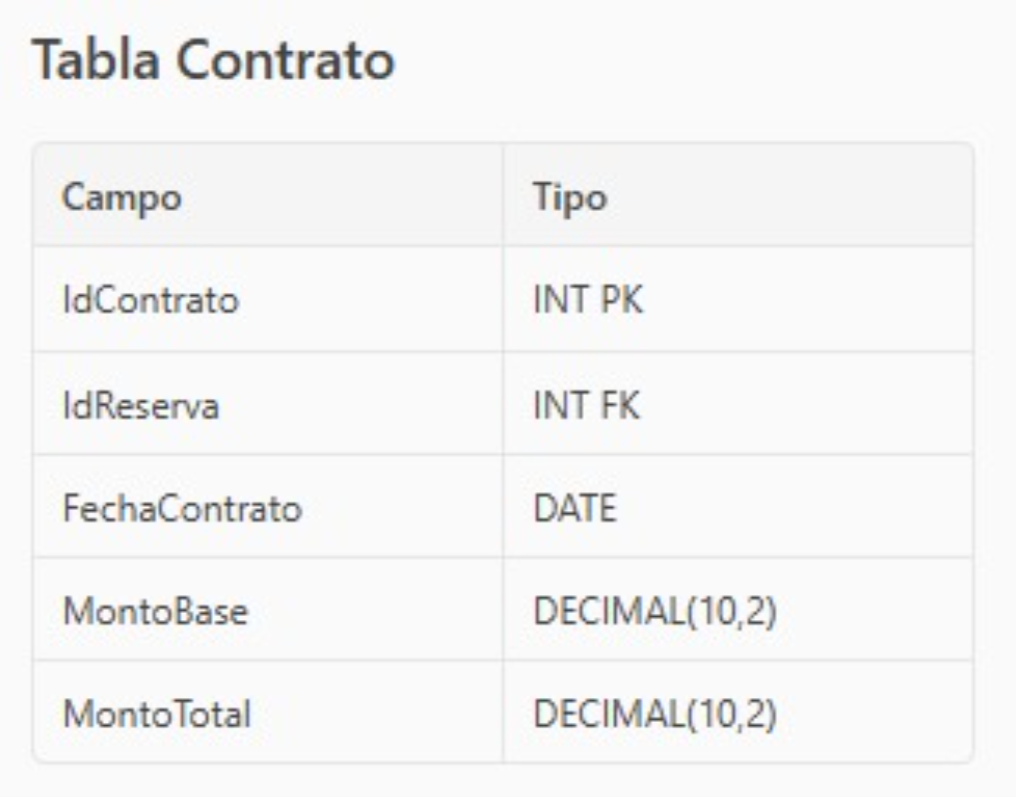 Tabla Contrato
Campo Tipo
IdContrato INT PK
IdReserva INT FK
FechaContrato DATE
MontoBase DECIMAL(10,2)
MontoTotal DECIMAL(10,2)